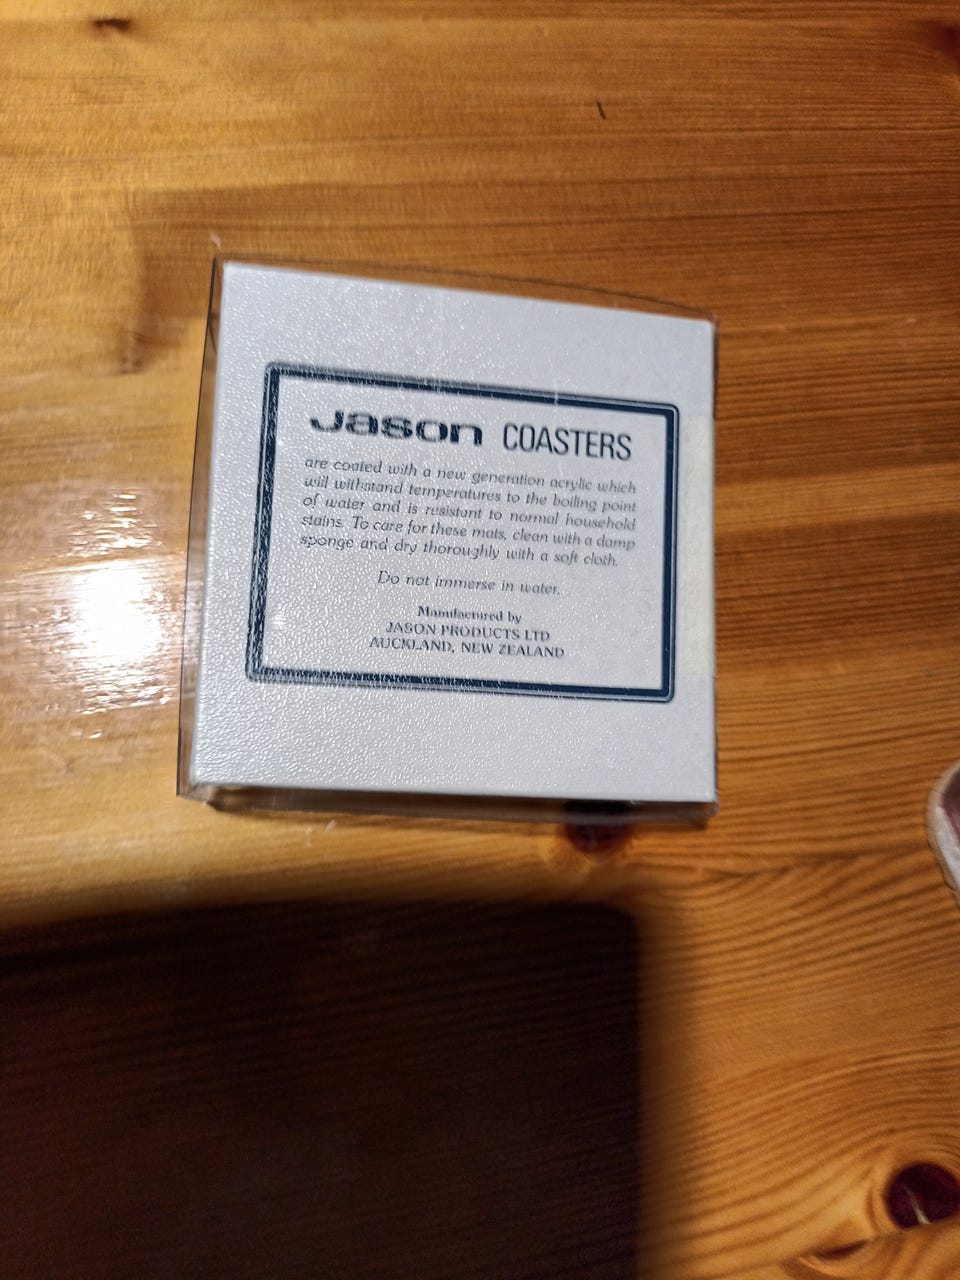 Jason COASTERS
are coated with a new generation acrylic which
will withstand temperatures to the boiling point
of water and is resistant to normal household
stains. To care for these mats, clean with a damp
sponge and dry thoroughly with a soft cloth.
Do not immerse in water.
Manufactured by
JASON PRODUCTS LTD
AUCKLAND, NEW ZEALAND